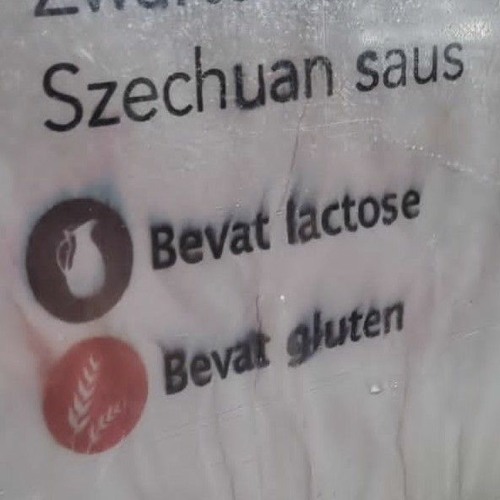 Szechuan saus
Bevat lactose
Bevat gluten